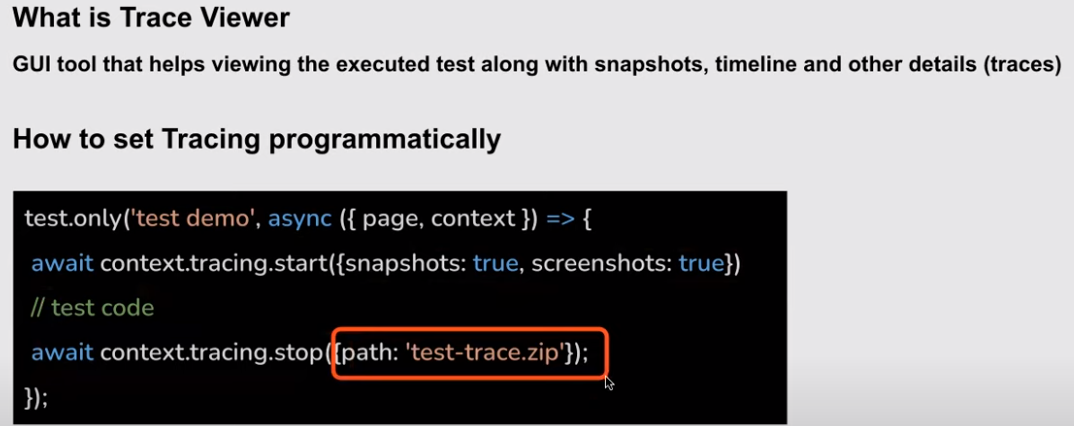 What is Trace Viewer
GUI tool that helps viewing the executed test along with snapshots, timeline and other details (traces)
How to set Tracing programmatically
test.only('test demo', async ({ page, context }) => {
await context.tracing.start({snapshots: true, screenshots: true})
// test code
await context.tracing.stop({path: 'test-trace.zip'});
});